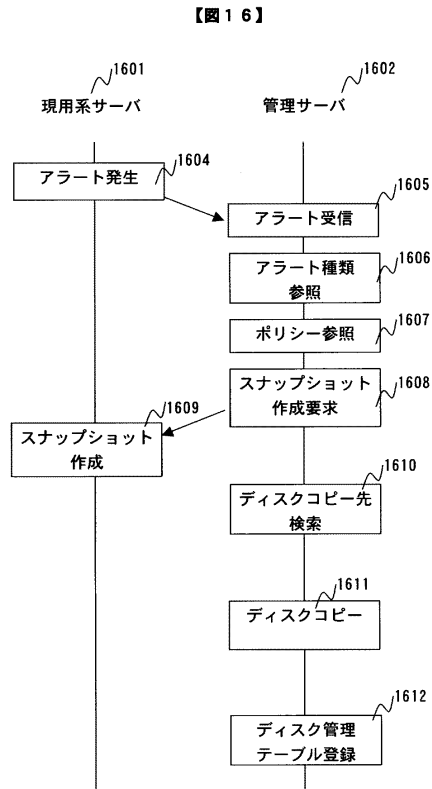 【図16】
1601
現用系サーバ
1602
管理サーバ
1604
アラート発生
1605
アラート受信
1606
アラート種類
参照
1607
ポリシー参照
1608
スナップショット
作成要求
1609
スナップショット
作成
1610
ディスクコピー先
検索
1611
ディスクコピー
1612
ディスク管理
テーブル登録